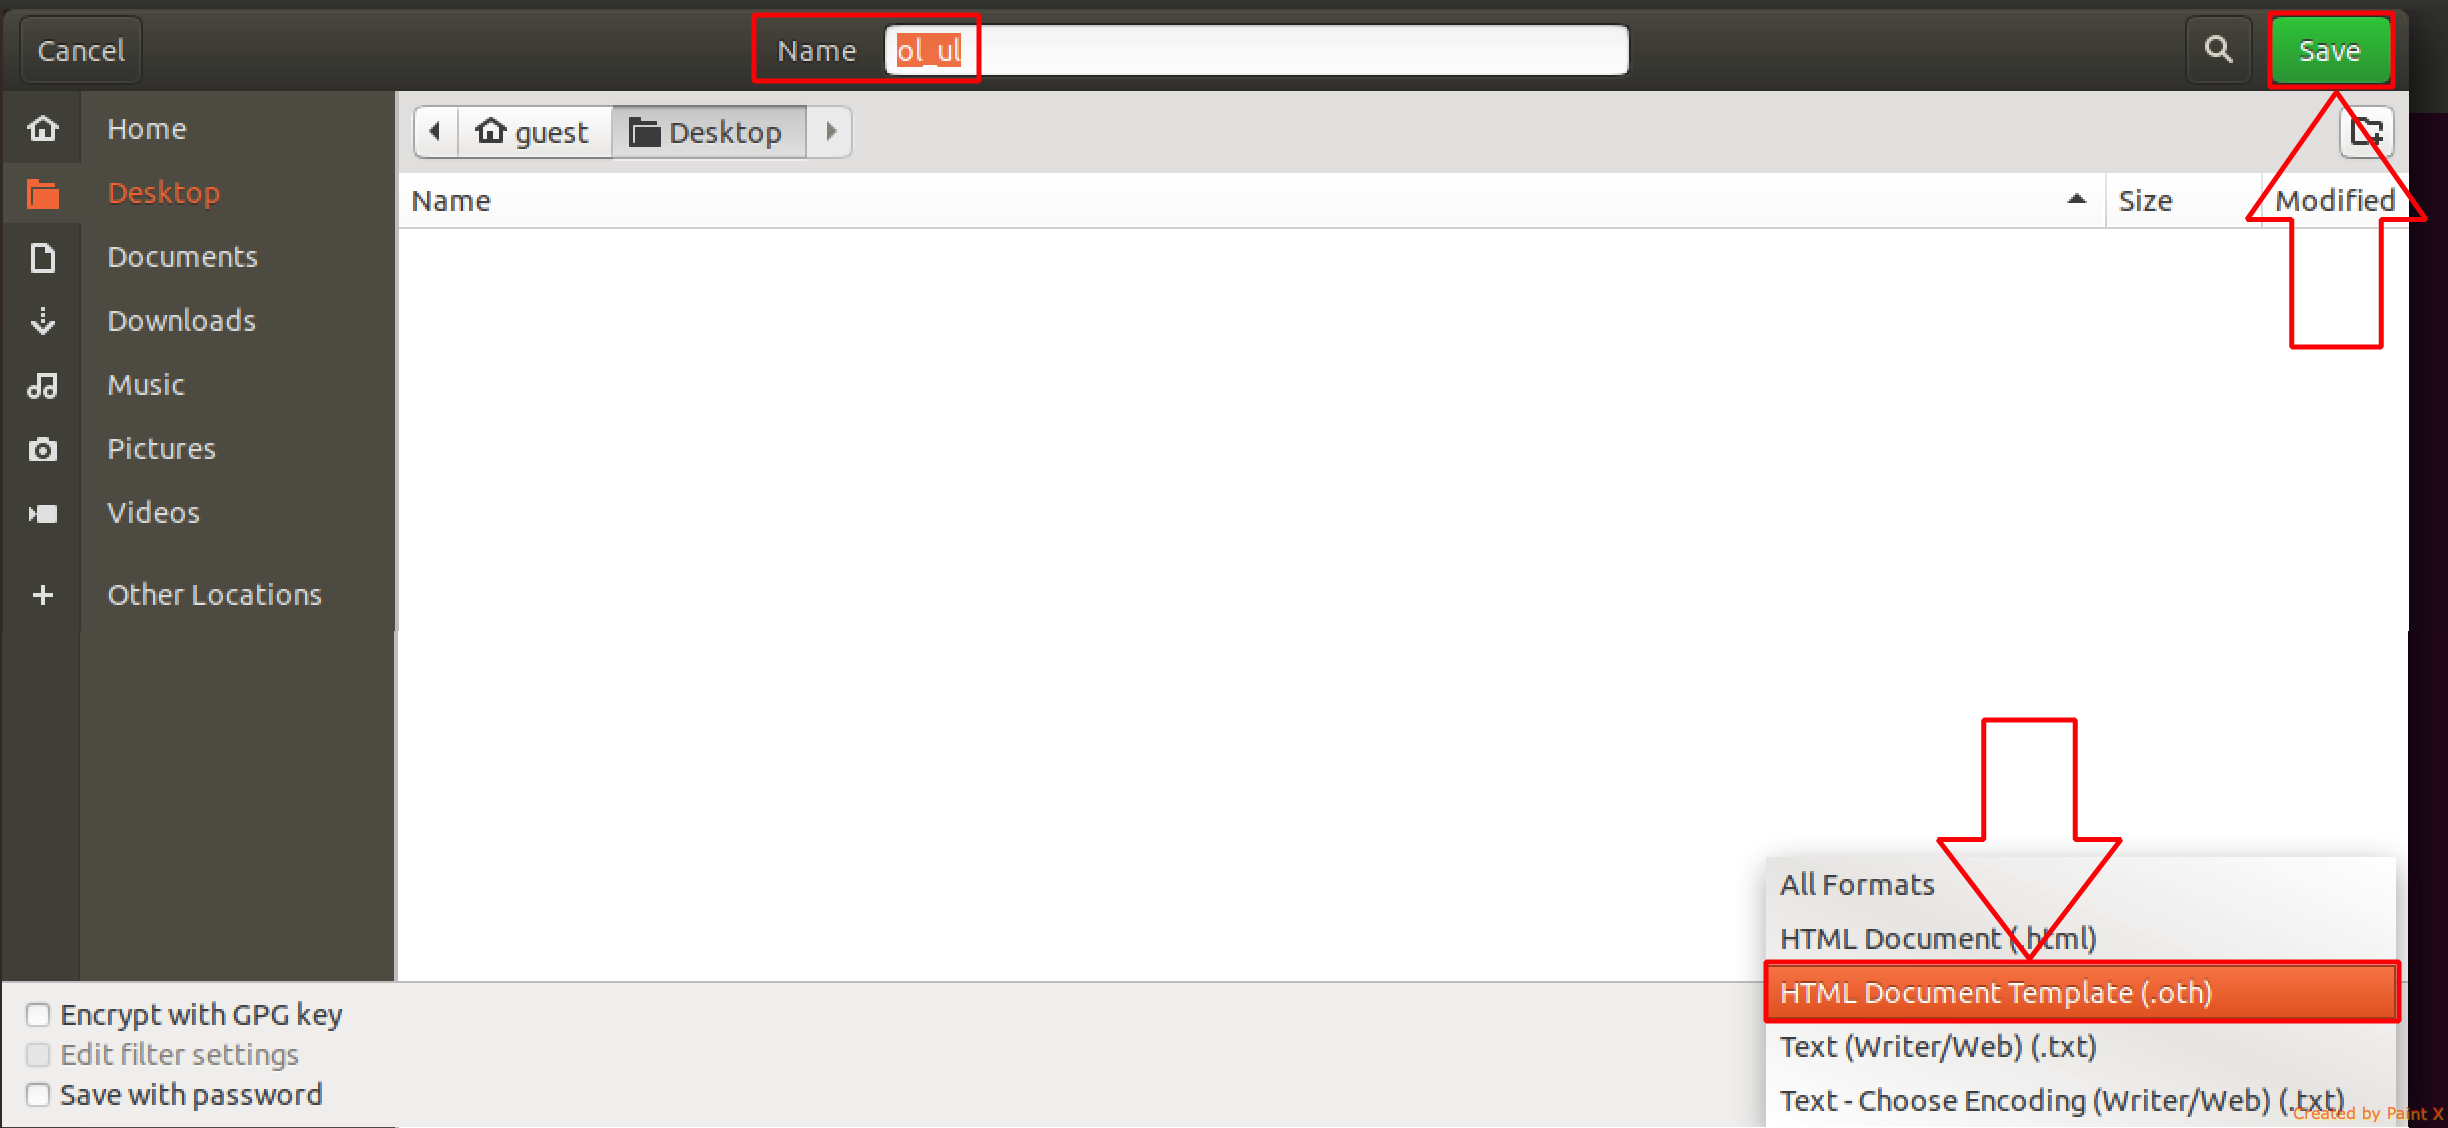 Cancel
Name ol_ul
Save
Home
guest Desktop
Desktop
Name Size Modified
Documents
Downloads
Music
Pictures
Videos
Other Locations
All Formats
HTML Document (.html)
HTML Document Template (.oth)
Encrypt with GPG key
Edit filter settings
Text (Writer/Web) (.txt)
Save with password
Text - Choose Encoding (Writer/Web) (.txt)
Created by Paint X